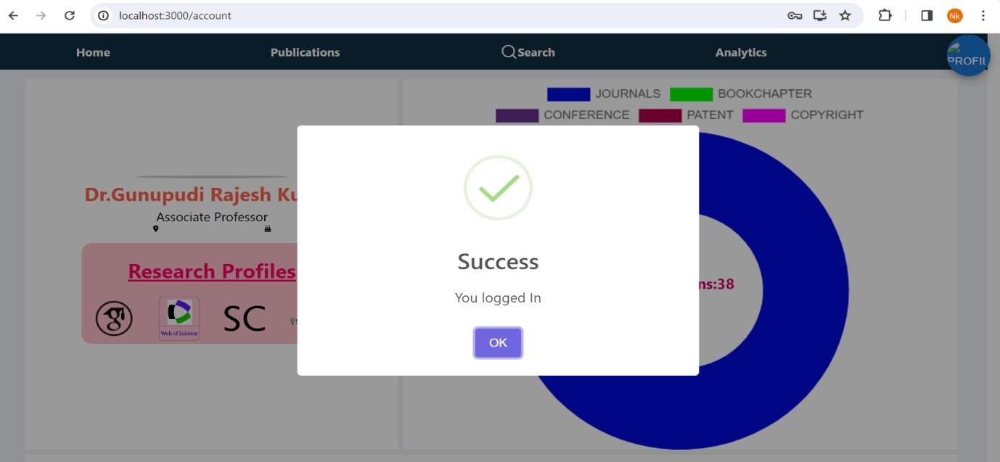 localhost:3000/account
Nk
Home Publications Search Analytics
PROFIL
JOURNALS BOOKCHAPTER
CONFERENCE PATENT COPYRIGHT
Dr.Gunupudi Rajesh Ku
Associate Professor
Research Profiles
g
Web of Science
SC
ns:38
Success
You logged In
OK